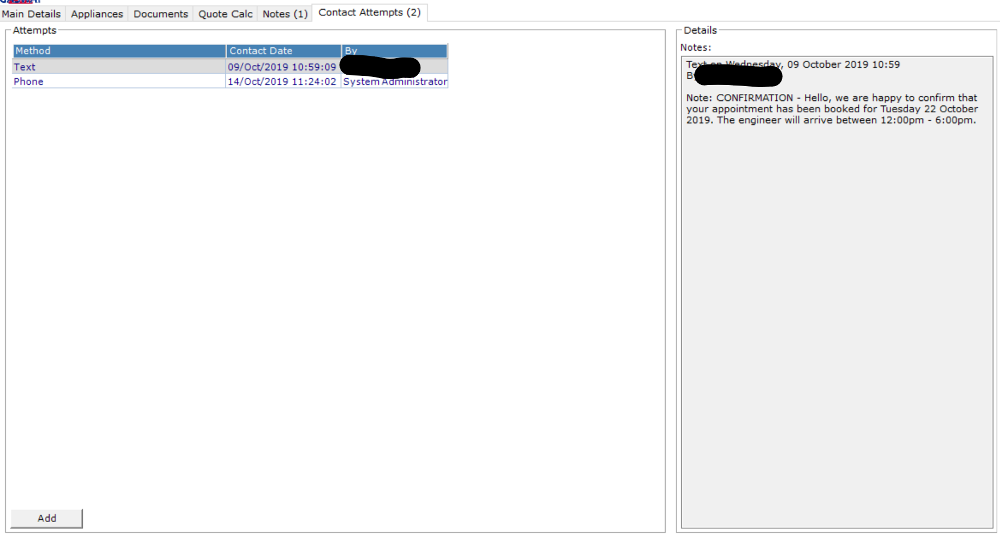 Main Details Appliances Documents Quote Calc Notes (1) Contact Attempts (2)
Attempts
Method Contact Date By
Text 09/Oct/2019 10:59:09
Phone 14/Oct/2019 11:24:02 System Administrator
Add
Details
Notes:
Text on Wednesday, 09 October 2019 10:59
By
Note: CONFIRMATION - Hello, we are happy to confirm that
your appointment has been booked for Tuesday 22 October
2019. The engineer will arrive between 12:00pm - 6:00pm.